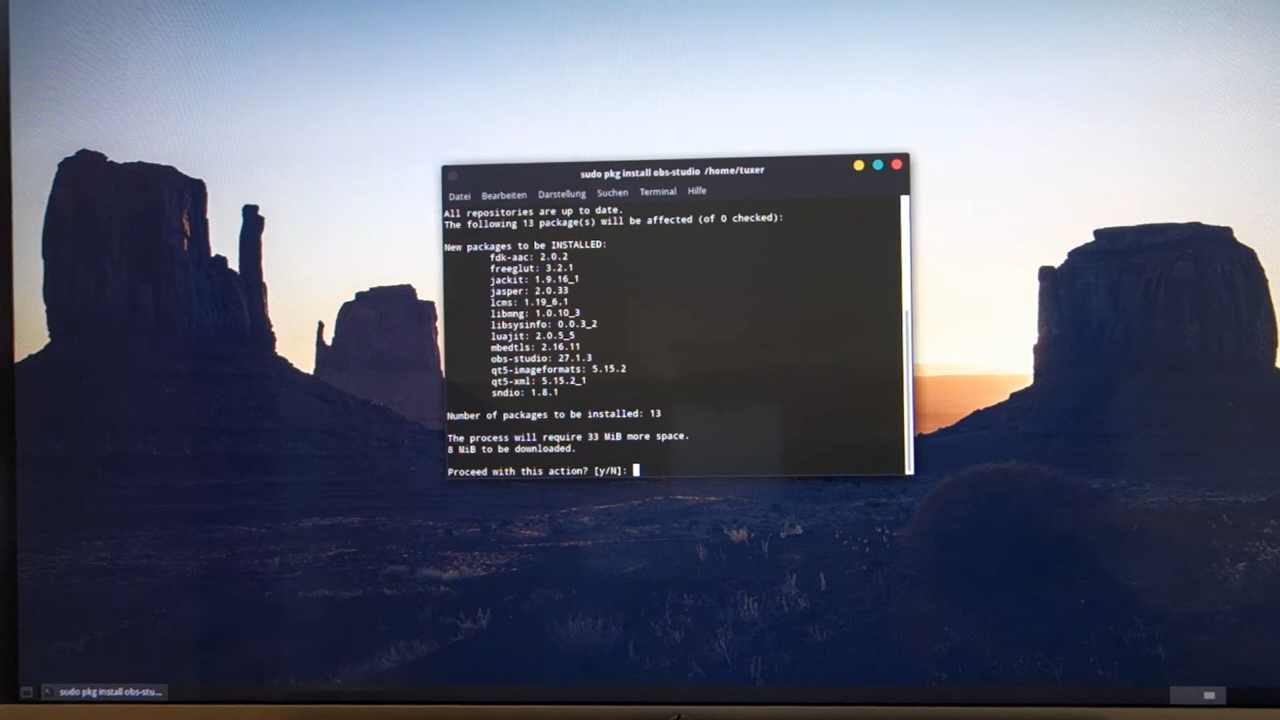 sudo pkg install obs-studio /home/tuxer
Datei Bearbeiten Darstellung Suchen Terminal Hilfe
All repositories are up to date.
The following 13 package(s) will be affected (of 0 checked):
New packages to be INSTALLED:
fdk-aac: 2.0.2
freeglut: 3.2.1
jackit: 1.9.16_1
jasper: 2.0.33
lcms: 1.19_6,1
libmng: 1.0.10_3
libsysinfo: 0.0.3_2
luajit: 2.0.5_5
mbedtls: 2.16.11
obs-studio: 27.1.3
qt5-imageformats: 5.15.2
qt5-xml: 5.15.2_1
sndio: 1.8.1
Number of packages to be installed: 13
The process will require 33 MiB more space.
8 MiB to be downloaded.
Proceed with this action? [y/N]:
sudo pkg install obs-stu...